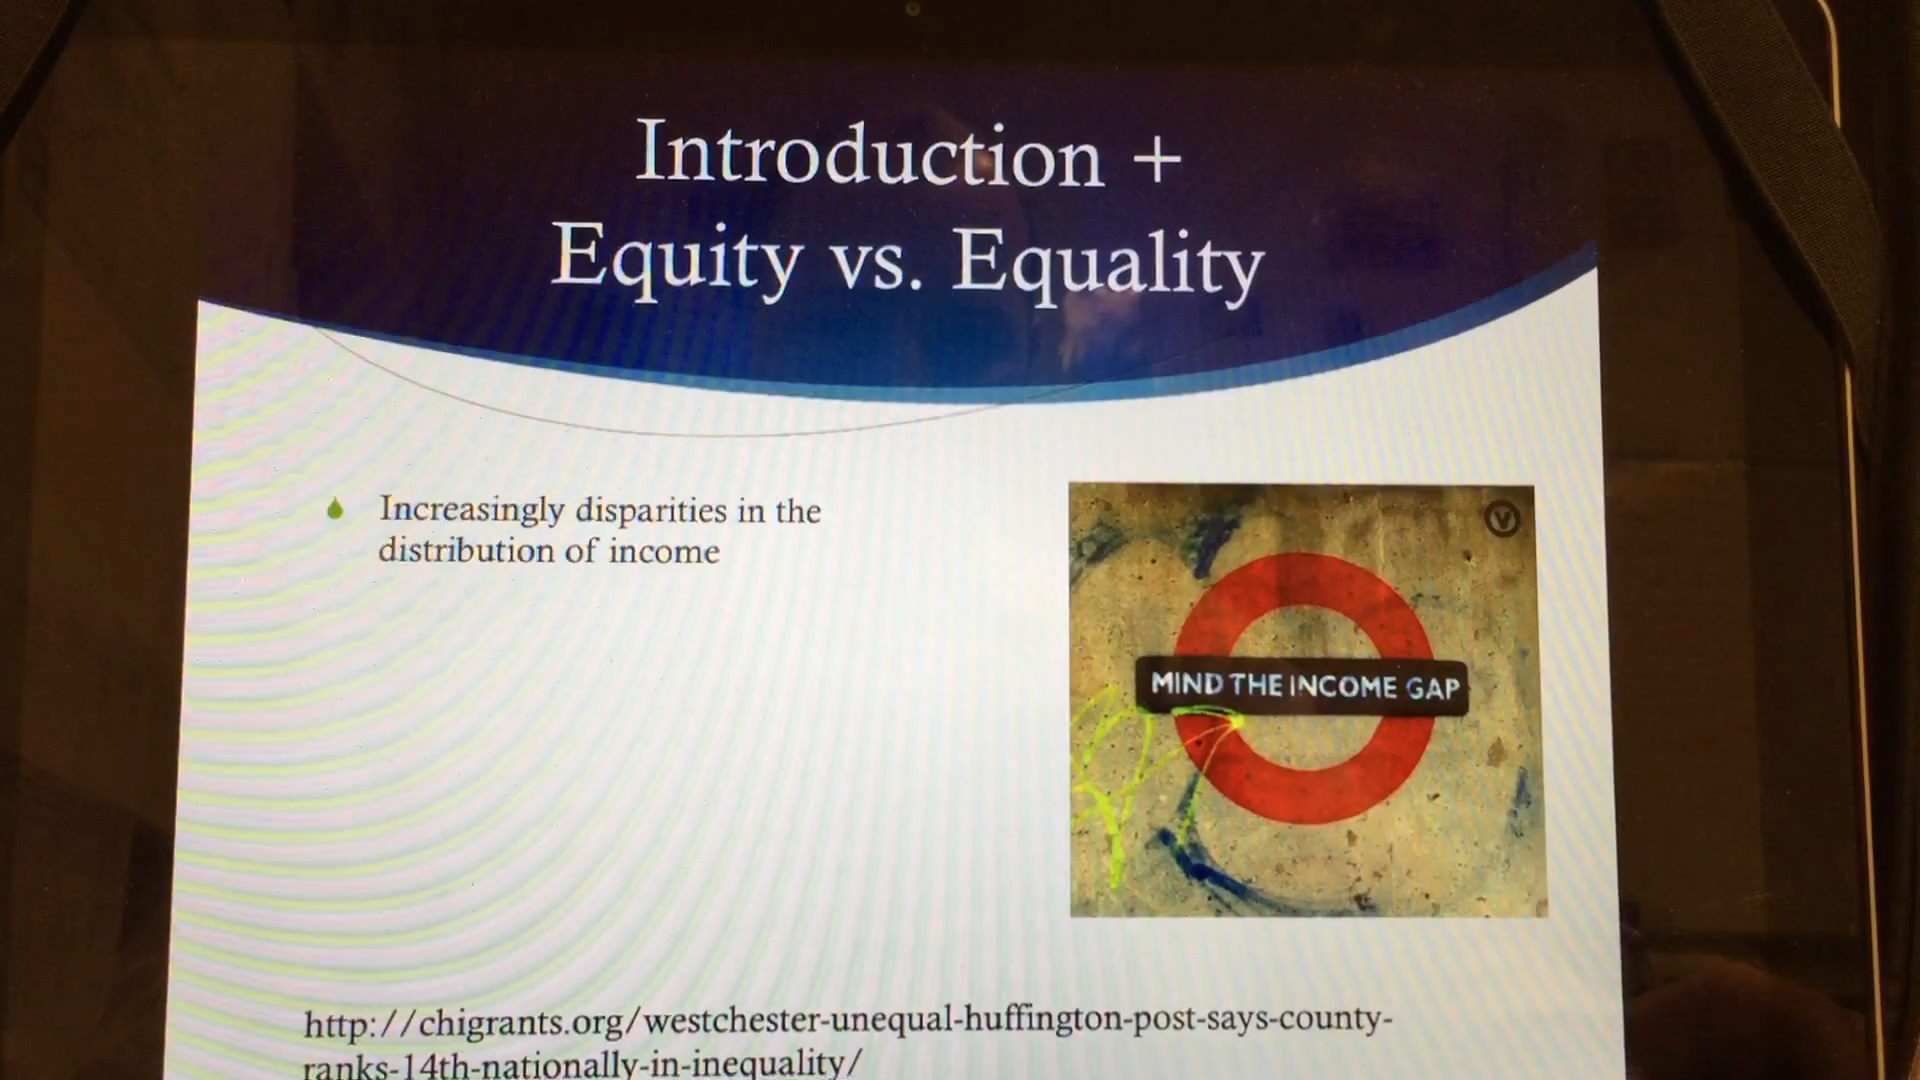 Introduction +
Equity vs. Equality
Increasingly disparities in the
distribution of income
V
MIND THE INCOME GAP
http://chigrants.org/westchester-unequal-huffington-post-says-county-
ranks-14th-nationally-in-inequality/